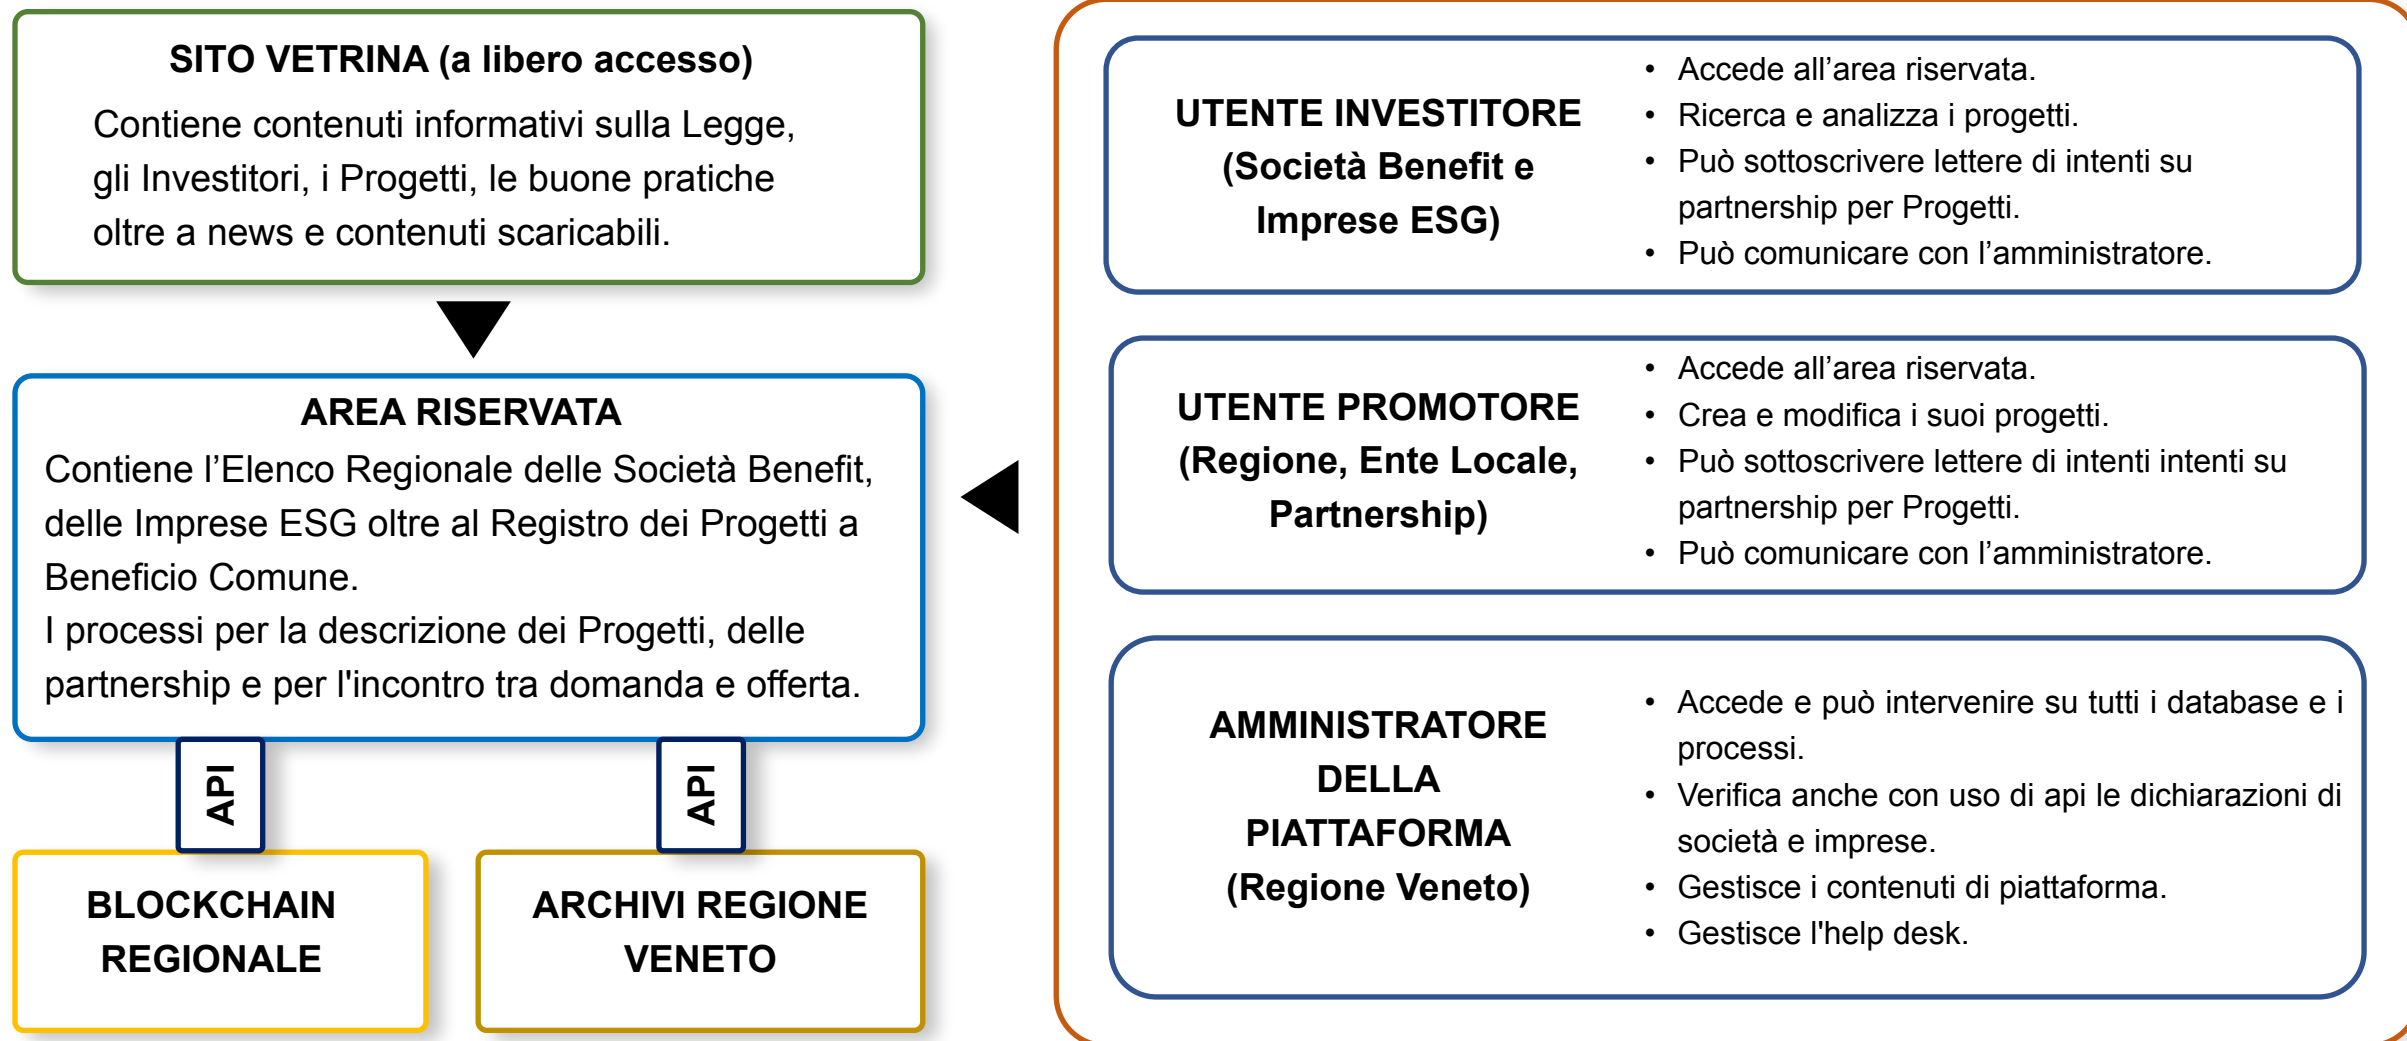 SITO VETRINA (a libero accesso)
Contiene contenuti informativi sulla Legge,
gli Investitori, i Progetti, le buone pratiche
oltre a news e contenuti scaricabili.
AREA RISERVATA
Contiene l’Elenco Regionale delle Società Benefit,
delle Imprese ESG oltre al Registro dei Progetti a
Beneficio Comune.
I processi per la descrizione dei Progetti, delle
partnership e per l'incontro tra domanda e offerta.
API
API
BLOCKCHAIN
REGIONALE
ARCHIVI REGIONE
VENETO
UTENTE INVESTITORE
(Società Benefit e
Imprese ESG)
• Accede all’area riservata.
• Ricerca e analizza i progetti.
• Può sottoscrivere lettere di intenti su
partnership per Progetti.
• Può comunicare con l’amministratore.
UTENTE PROMOTORE
(Regione, Ente Locale,
Partnership)
• Accede all’area riservata.
• Crea e modifica i suoi progetti.
• Può sottoscrivere lettere di intenti intenti su
partnership per Progetti.
• Può comunicare con l’amministratore.
AMMINISTRATORE
DELLA
PIATTAFORMA
(Regione Veneto)
• Accede e può intervenire su tutti i database e i
processi.
• Verifica anche con uso di api le dichiarazioni di
società e imprese.
• Gestisce i contenuti di piattaforma.
• Gestisce l'help desk.